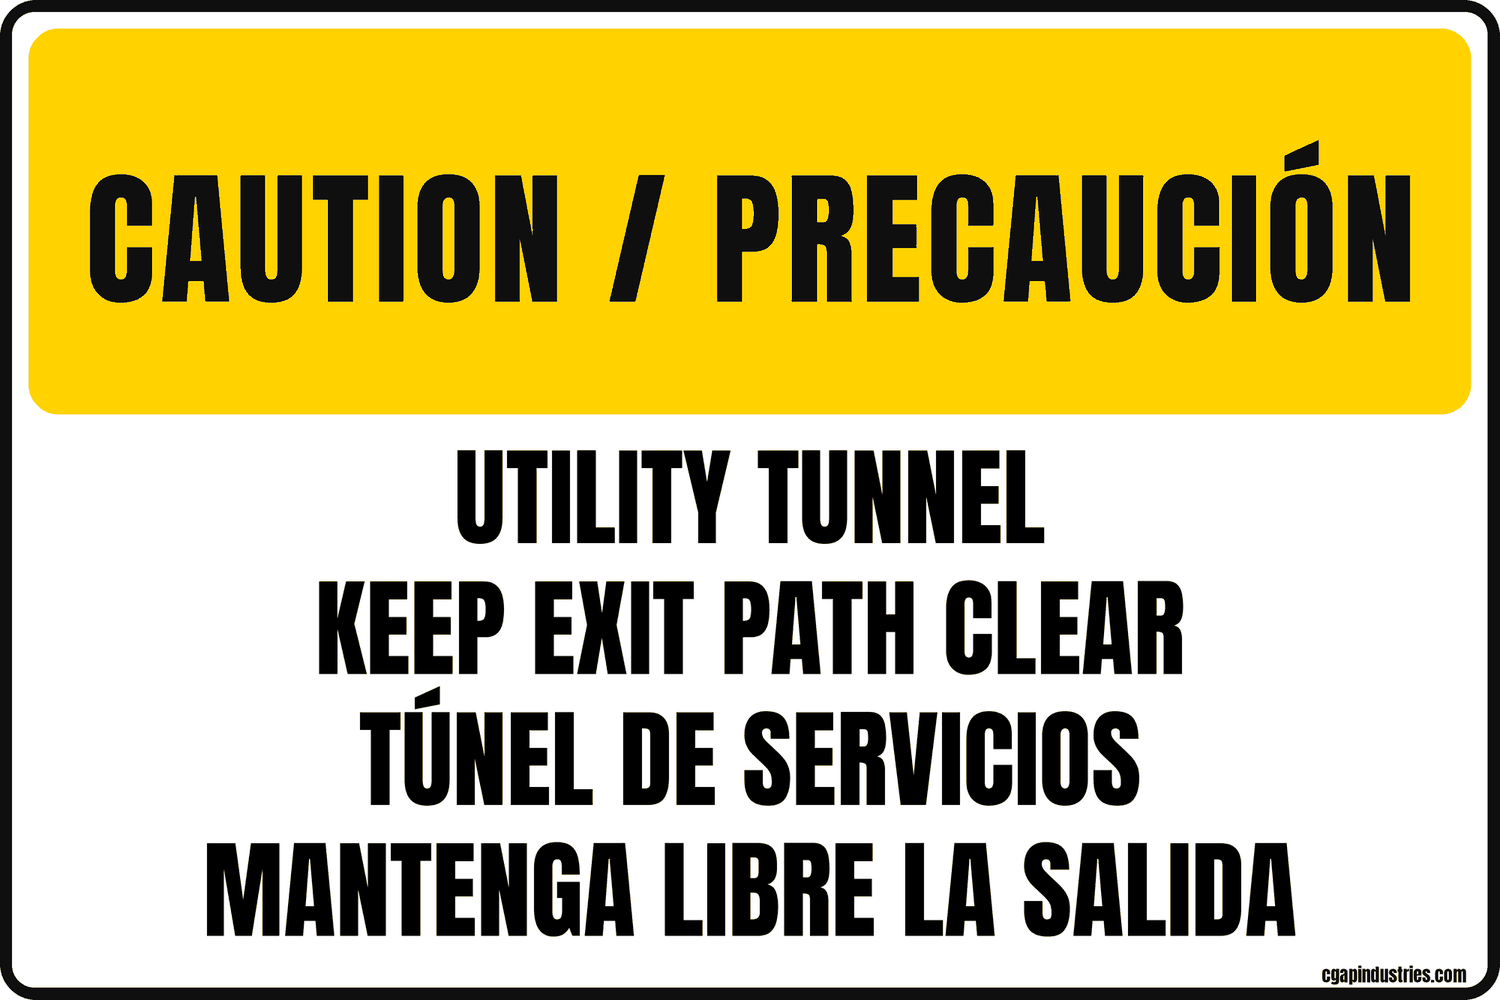 CAUTION / PRECAUCIÓN
UTILITY TUNNEL
KEEP EXIT PATH CLEAR
TÚNEL DE SERVICIOS
MANTENGA LIBRE LA SALIDA
cgapindustries.com